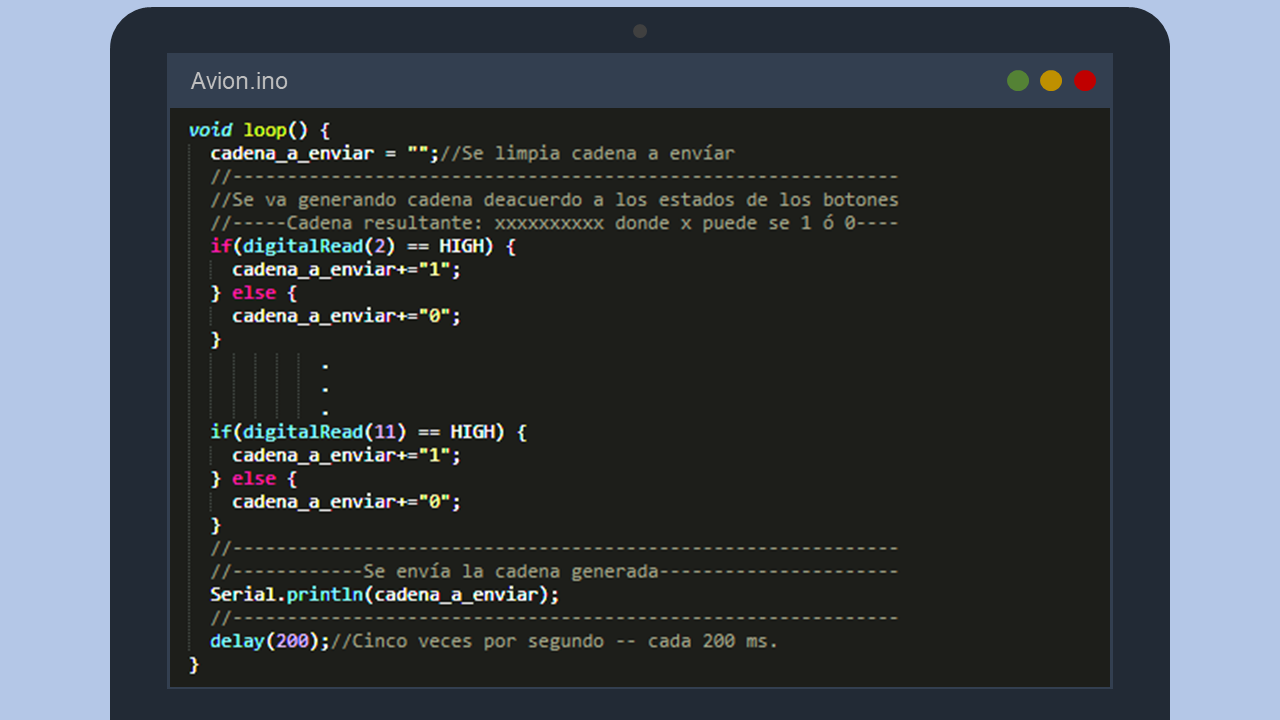 Avion.ino
void loop() {
cadena_a_enviar = "";//Se limpia cadena a envíar
//-------------------------------------------------------------
//Se va generando cadena deacuerdo a los estados de los botones
//-----Cadena resultante: xxxxxxxxxx donde x puede se 1 ó 0----
if(digitalRead(2) == HIGH) {
cadena_a_enviar+="1";
} else {
cadena_a_enviar+="0";
}
.
.
.
if(digitalRead(11) == HIGH) {
cadena_a_enviar+="1";
} else {
cadena_a_enviar+="0";
}
//-------------------------------------------------------------
//------------Se envía la cadena generada----------------------
Serial.println(cadena_a_enviar);
//-------------------------------------------------------------
delay(200);//Cinco veces por segundo -- cada 200 ms.
}